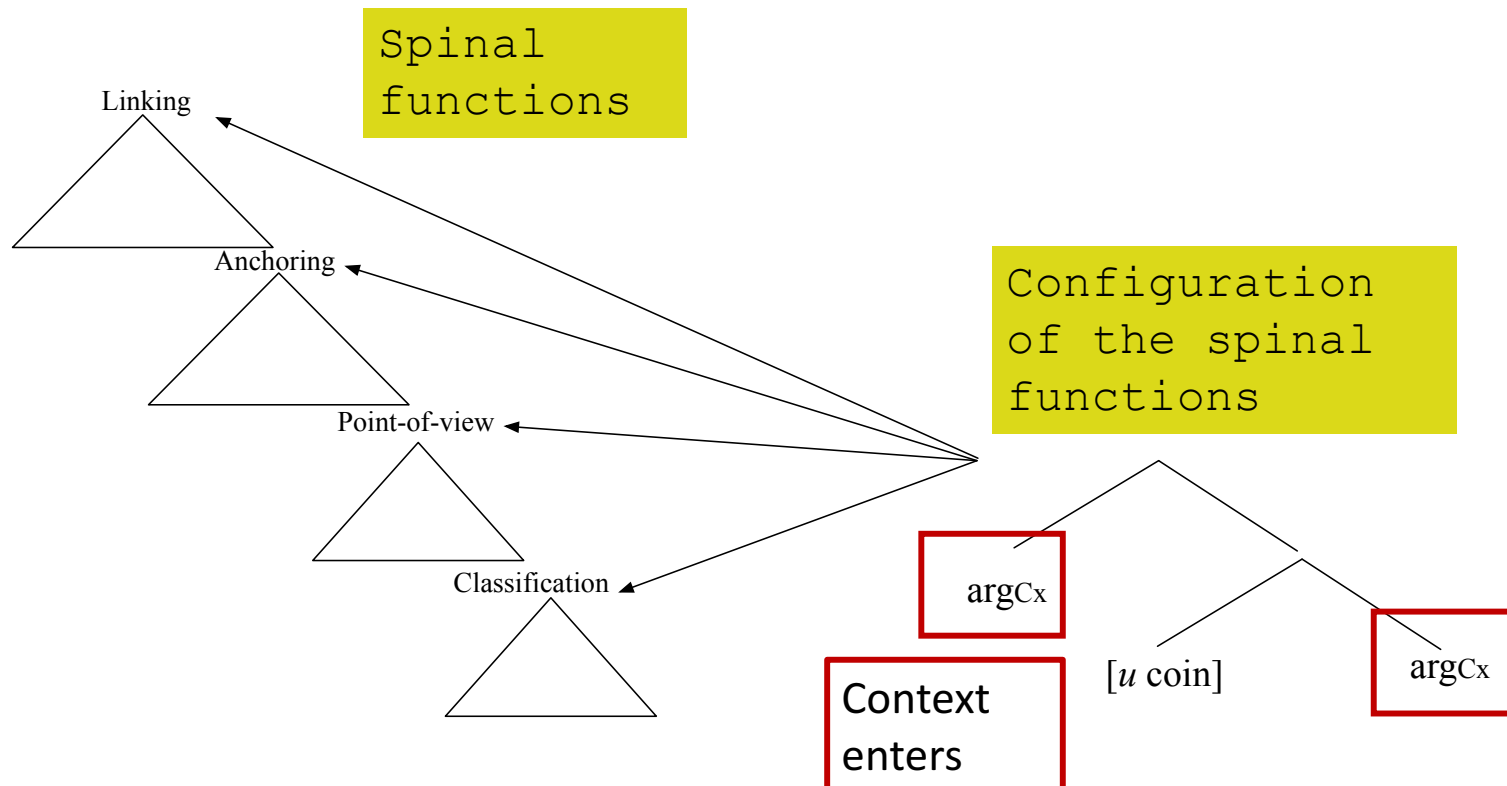 Spinal
functions
Linking
Anchoring
Point-of-view
Classification
Configuration
of the spinal
functions
argCx
[u coin]
argCx
Context
enters